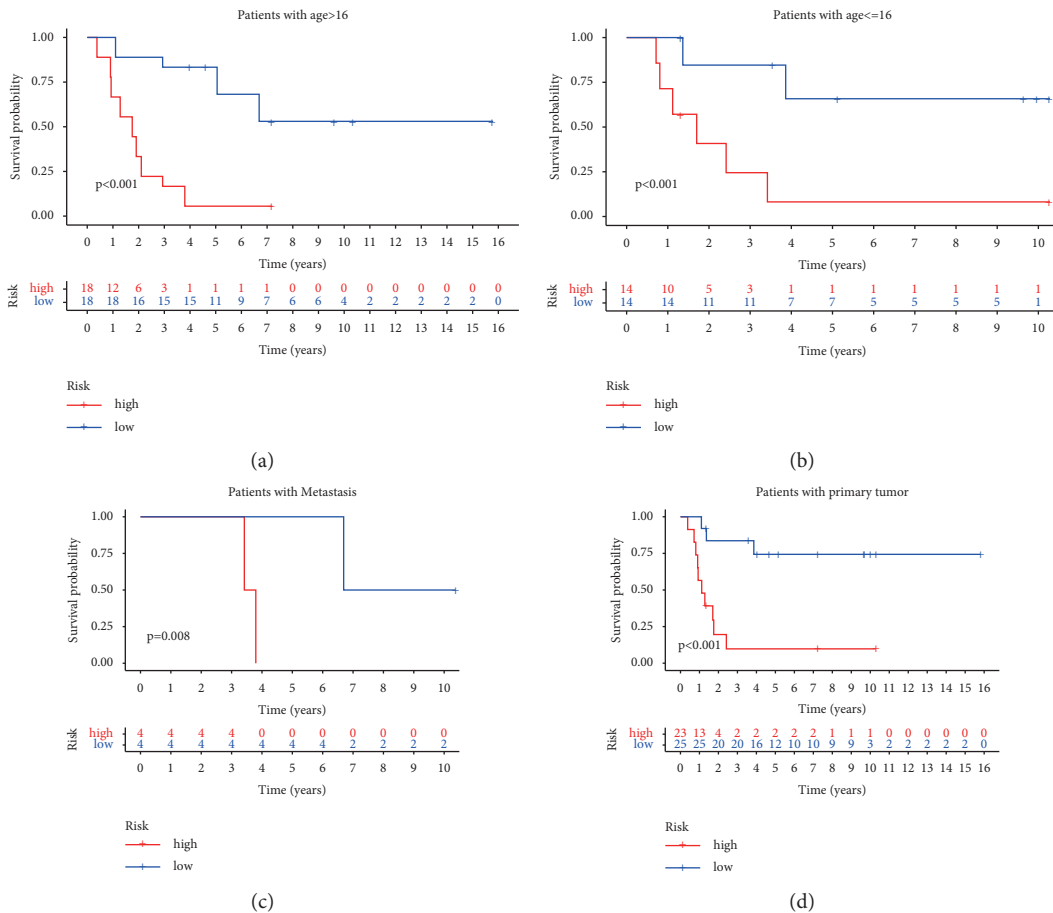 Patients with age>16
Survival probability
1.00
0.75
0.50
0.25
0.00
p<0.001
0 1 2 3 4 5 6 7 8 9 10 11 12 13 14 15 16
Time (years)
Risk
high 18 12 6 3 1 1 1 1 0 0 0 0 0 0 0 0 0
low 18 18 16 15 15 11 9 7 6 6 4 2 2 2 2 2 0
0 1 2 3 4 5 6 7 8 9 10 11 12 13 14 15 16
Time (years)
Risk
high
low
(a)
Patients with age<=16
Survival probability
1.00
0.75
0.50
0.25
0.00
p<0.001
0 1 2 3 4 5 6 7 8 9 10
Time (years)
Risk
high 14 10 5 3 1 1 1 1 1 1 1
low 14 14 11 11 7 7 5 5 5 5 1
0 1 2 3 4 5 6 7 8 9 10
Time (years)
Risk
high
low
(b)
Patients with Metastasis
Survival probability
1.00
0.75
0.50
0.25
0.00
p=0.008
0 1 2 3 4 5 6 7 8 9 10
Time (years)
Risk
high 4 4 4 4 0 0 0 0 0 0 0
low 4 4 4 4 4 4 4 2 2 2 2
0 1 2 3 4 5 6 7 8 9 10
Time (years)
Risk
high
low
(c)
Patients with primary tumor
Survival probability
1.00
0.75
0.50
0.25
0.00
p<0.001
0 1 2 3 4 5 6 7 8 9 10 11 12 13 14 15 16
Time (years)
Risk
high 23 13 4 2 2 2 2 2 1 1 1 0 0 0 0 0 0
low 25 25 20 20 16 12 10 10 9 9 3 2 2 2 2 2 0
0 1 2 3 4 5 6 7 8 9 10 11 12 13 14 15 16
Time (years)
Risk
high
low
(d)